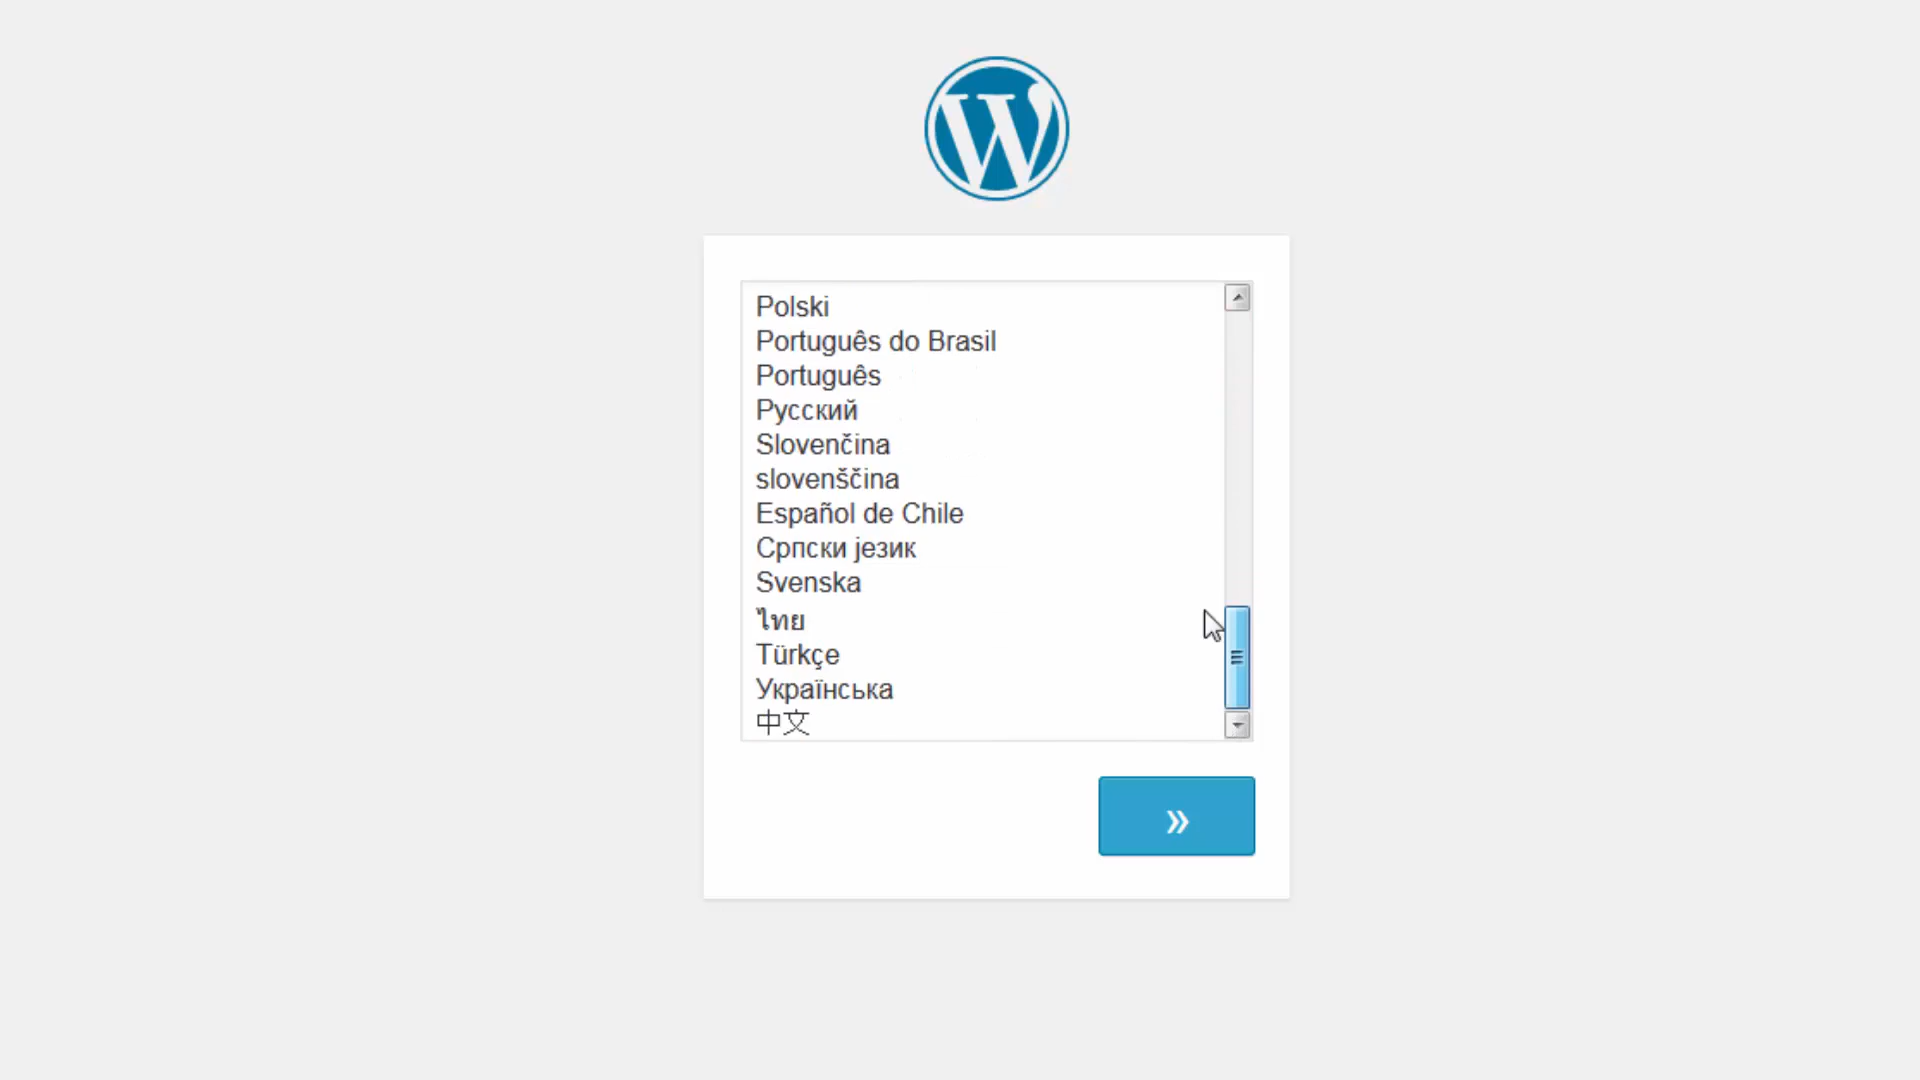 W
Polski
Português do Brasil
Português
Русский
Slovenčina
slovenščina
Español de Chile
Српски језик
Svenska
ไทย
Türkçe
Українська
中文
»